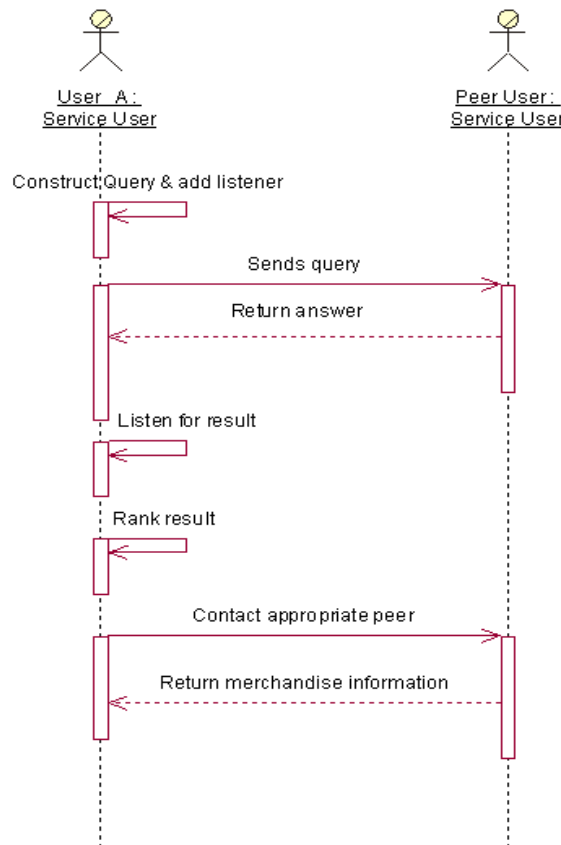 User_A :
Service User
Peer User :
Service User
Construct Query & add listener
Sends query
Return answer
Listen for result
Rank result
Contact appropriate peer
Return merchandise information